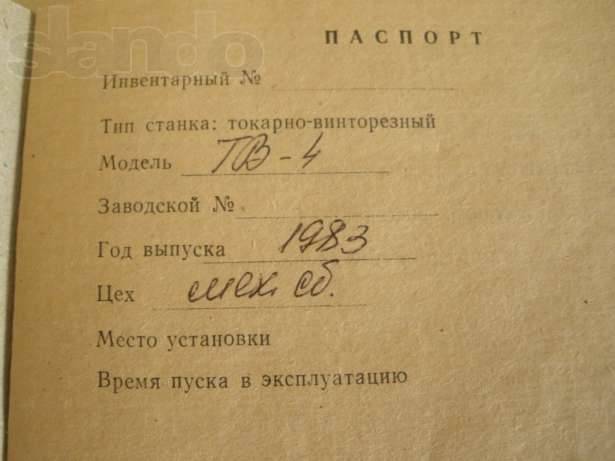 slando
ПАСПОРТ
Инвентарный №
Тип станка: токарно-винторезный
Модель ТВ-4
Заводской №
Год выпуска 1983
Цех мех. сб.
Место установки
Время пуска в эксплуатацию